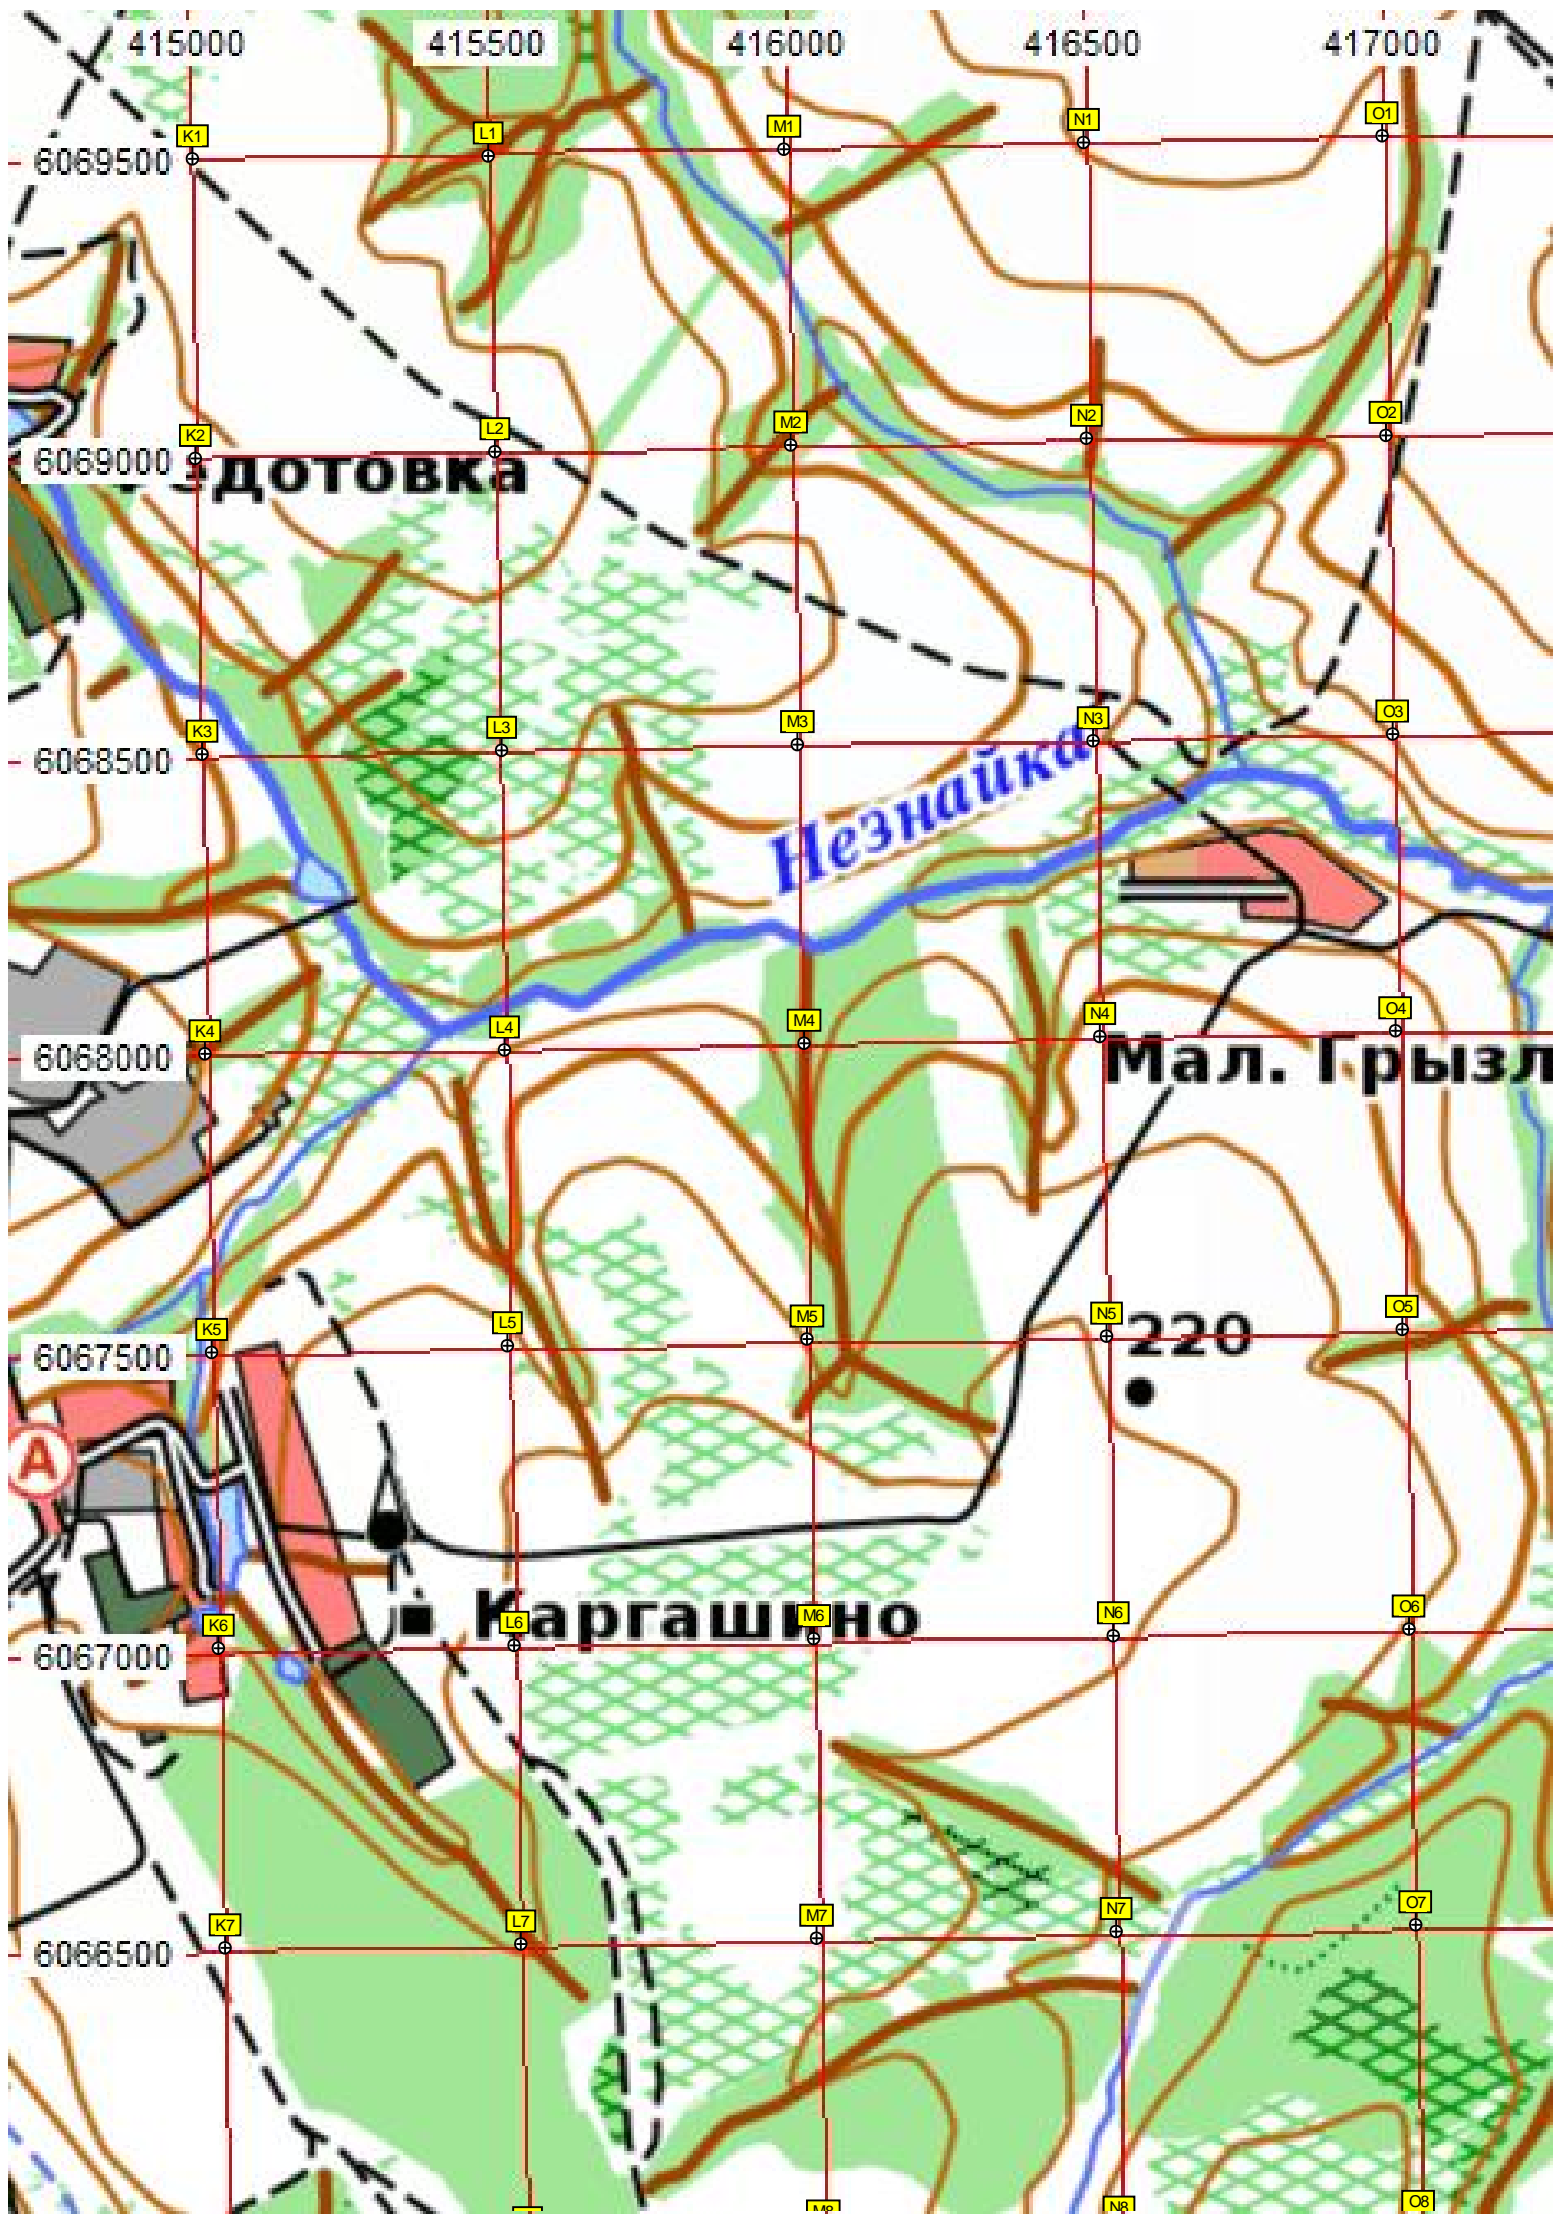 415000 415500 416000 416500 417000
K1 L1 M1 N1 O1
6069500
K2 L2 M2 N2 O2
6069000
едотовка
K3 L3 M3 N3 O3
6068500
Незнайка
K4 L4 M4 N4 O4
6068000
Мал. Грызл
K5 L5 M5 N5 O5
6067500
220
A
K6 L6 M6 N6 O6
Каргашино
6067000
K7 L7 M7 N7 O7
6066500
M8 N8 O8